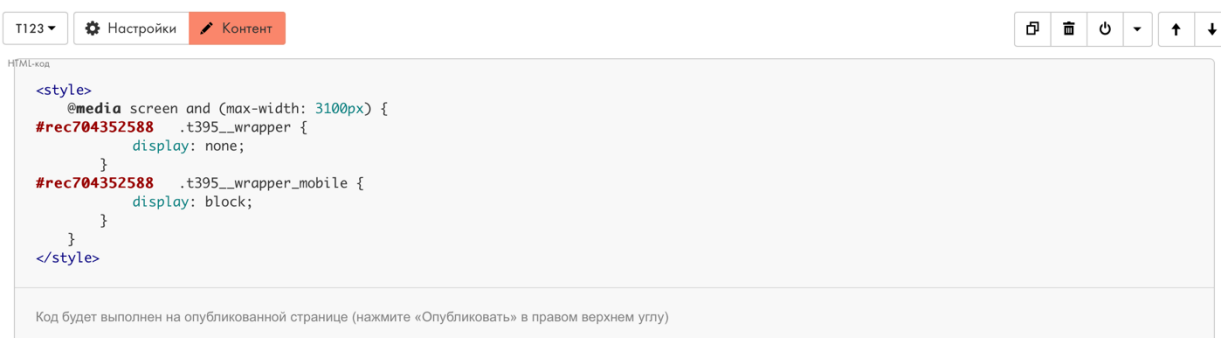 T123 Настройки Контент
HTML-код
<style>
@media screen and (max-width: 3100px) {
#rec704352588 .t395__wrapper {
display: none;
}
#rec704352588 .t395__wrapper_mobile {
display: block;
}
}
</style>
Код будет выполнен на опубликованной странице (нажмите «Опубликовать» в правом верхнем углу)